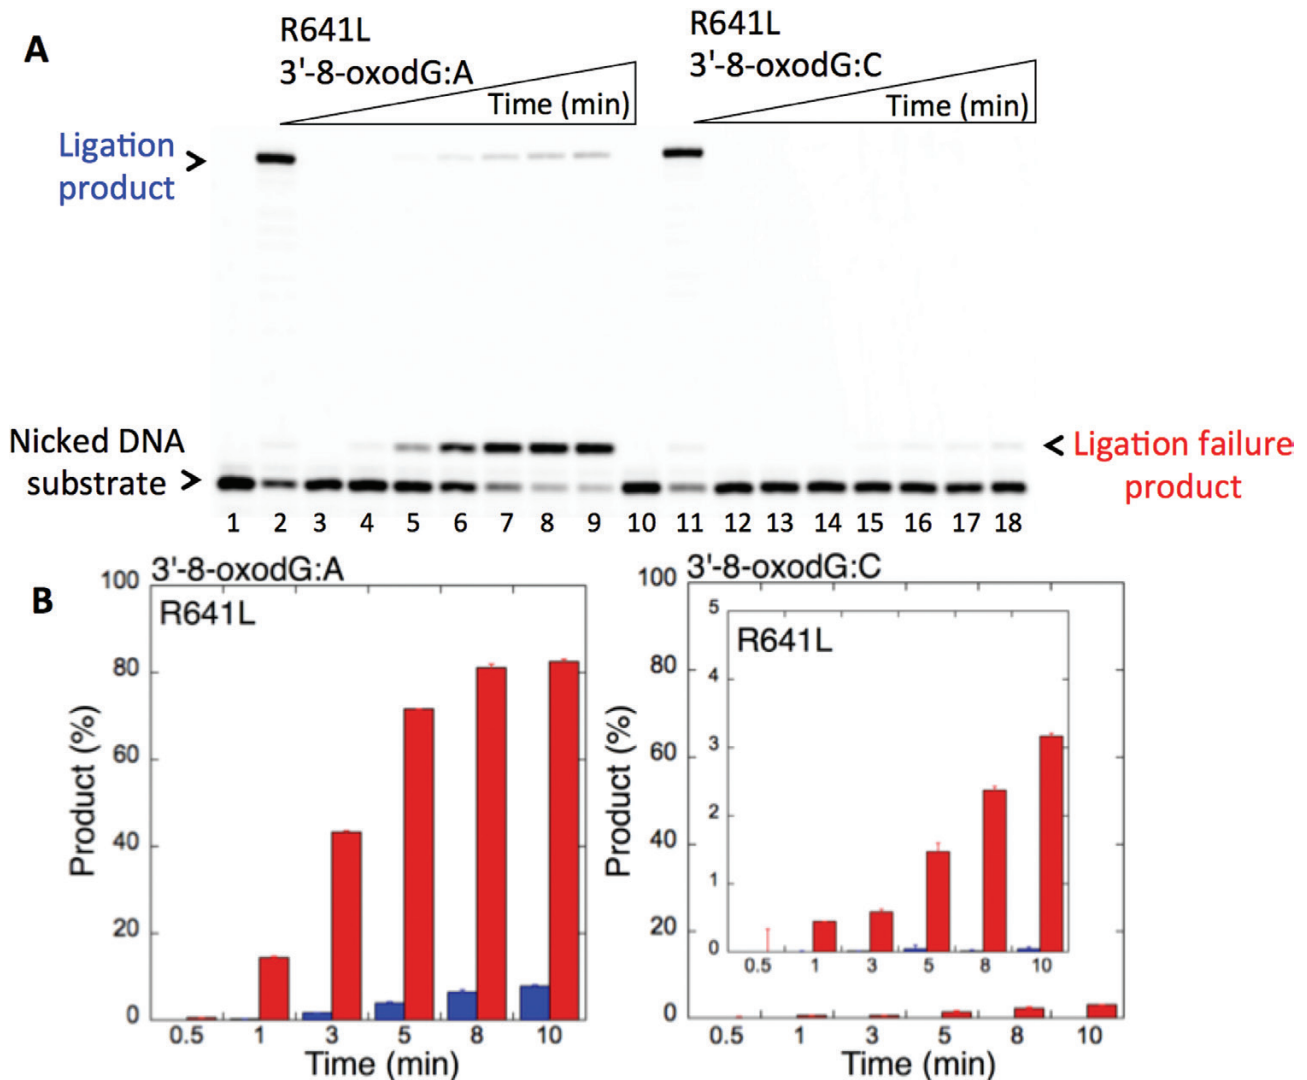 A
R641L
3'-8-oxodG:A
Time (min)
R641L
3'-8-oxodG:C
Time (min)
Ligation
product
Nicked DNA
substrate
Ligation failure
product
1 2 3 4 5 6 7 8 9 10 11 12 13 14 15 16 17 18
B
3'-8-oxodG:A
R641L
Product (%)
100
80
60
40
20
0
0.5 1 3 5 8 10
Time (min)
3'-8-oxodG:C
Product (%)
100
80
60
40
20
0
R641L
5
4
3
2
1
0
0.5 1 3 5 8 10
0.5 1 3 5 8 10
Time (min)